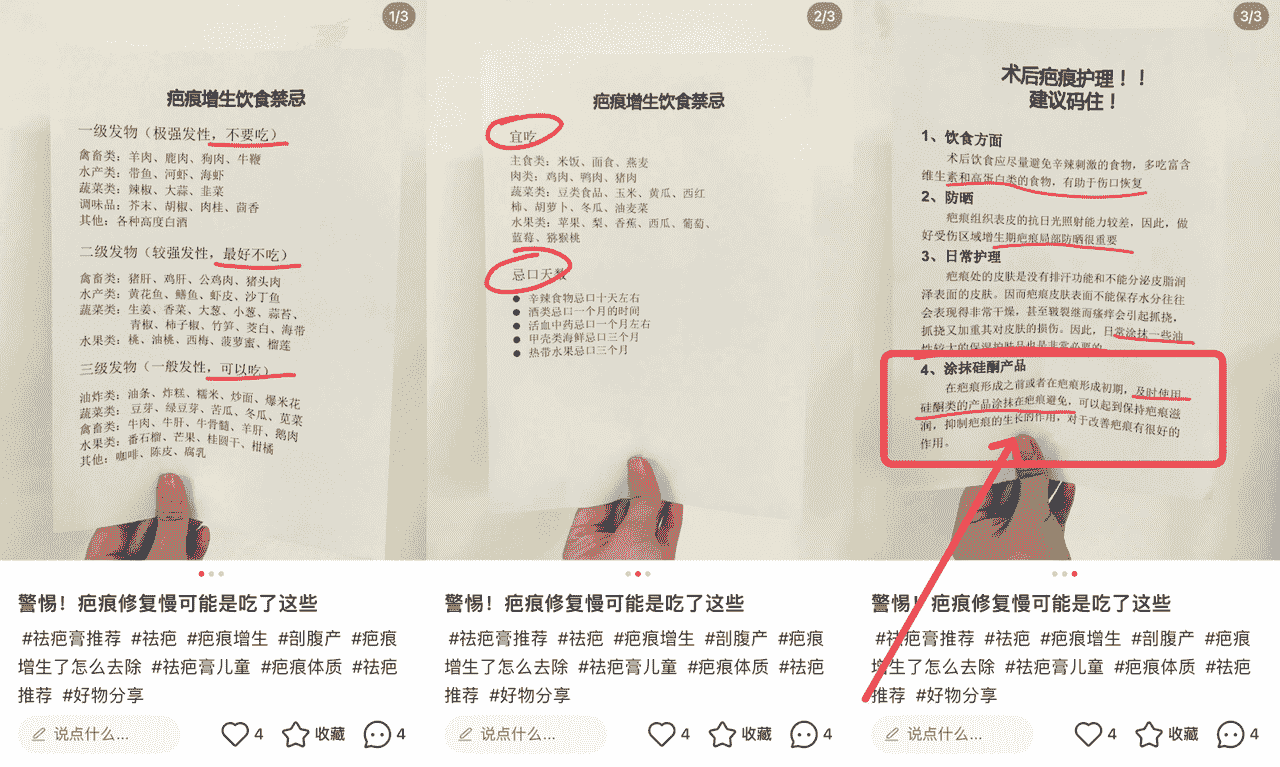 1/3
疤痕增生饮食禁忌
一级发物（极强发性，不要吃）
禽畜类：羊肉、鹿肉、狗肉、牛鞭
水产类：带鱼、河虾、海虾
蔬菜类：辣椒、大蒜、韭菜
调味品：芥末、胡椒、肉桂、茴香
其他：各种高度白酒
二级发物（较强发性，最好不吃）
禽畜类：猪肝、鸡肝、公鸡肉、猪头肉
水产类：黄花鱼、鳝鱼、虾皮、沙丁鱼
蔬菜类：生姜、香菜、大葱、小葱、蒜苔、
青椒、柿子椒、竹笋、茭白、海带
水果类：桃、油桃、西梅、菠萝蜜、榴莲
三级发物（一般发性，可以吃）
油炸类：油条、炸糕、糯米、炒面、爆米花
蔬菜类：豆芽、绿豆芽、苦瓜、冬瓜、苋菜
禽畜类：牛肉、牛肝、牛骨髓、羊肝、鹅肉
水果类：番石榴、芒果、桂圆干、柑橘
其他：咖啡、陈皮、腐乳
警惕！疤痕修复慢可能是吃了这些
#祛疤膏推荐 #祛疤 #疤痕增生 #剖腹产 #疤痕
增生了怎么去除 #祛疤膏儿童 #疤痕体质 #祛疤
推荐 #好物分享
说点什么...
4
收藏
4
2/3
疤痕增生饮食禁忌
宜吃
主食类：米饭、面食、燕麦
肉类：鸡肉、鸭肉、猪肉
蔬菜类：豆类食品、玉米、黄瓜、西红
柿、胡萝卜、冬瓜、油麦菜
水果类：苹果、梨、香蕉、西瓜、葡萄、
蓝莓、猕猴桃
忌口天数
● 辛辣食物忌口十天左右
● 酒类忌口一个月的时间
● 活血中药忌口一个月左右
● 甲壳类海鲜忌口三个月
● 热带水果忌口三个月
警惕！疤痕修复慢可能是吃了这些
#祛疤膏推荐 #祛疤 #疤痕增生 #剖腹产 #疤痕
增生了怎么去除 #祛疤膏儿童 #疤痕体质 #祛疤
推荐 #好物分享
说点什么...
4
收藏
4
3/3
术后疤痕护理！！
建议码住！
1、饮食方面
术后饮食应尽量避免辛辣刺激的食物，多吃富含
维生素和高蛋白类的食物，有助于伤口恢复
2、防晒
疤痕组织表皮的抗日光照射能力较差，因此，做
好受伤区域增生期疤痕局部防晒很重要
3、日常护理
疤痕处的皮肤是没有排汗功能和不能分泌皮脂润
泽表面的皮肤。因而疤痕皮肤表面不能保存水分往往
会表现得非常干燥，甚至皲裂继而瘙痒会引起抓挠，
抓挠又加重其对皮肤的损伤。因此，日常涂抹一些油
性较大的保湿护肤品也是非常必要的。
4、涂抹硅酮产品
在疤痕形成之前或者在疤痕形成初期，及时使用
硅酮类的产品涂抹在疤痕避免，可以起到保持疤痕滋
润，抑制疤痕的生长的作用，对于改善疤痕有很好的
作用。
警惕！疤痕修复慢可能是吃了这些
#祛疤膏推荐 #祛疤 #疤痕增生 #剖腹产 #疤痕
增生了怎么去除 #祛疤膏儿童 #疤痕体质 #祛疤
推荐 #好物分享
说点什么...
4
收藏
4